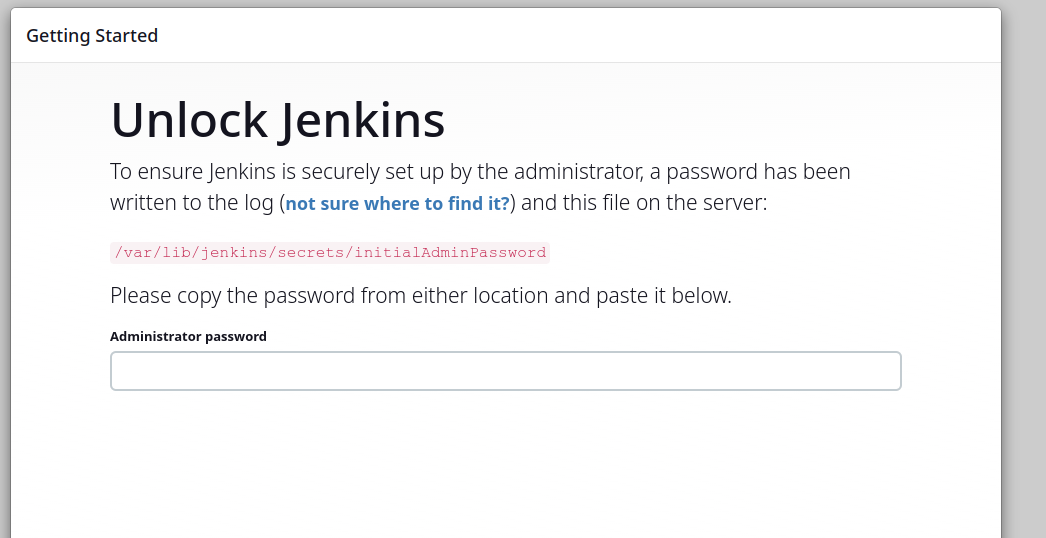 Getting Started
Unlock Jenkins
To ensure Jenkins is securely set up by the administrator, a password has been
written to the log (not sure where to find it?) and this file on the server:
/var/lib/jenkins/secrets/initialAdminPassword
Please copy the password from either location and paste it below.
Administrator password